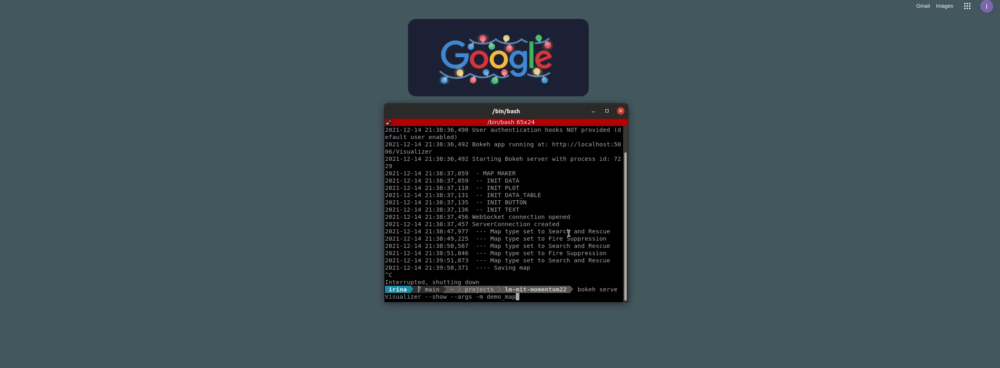 Gmail Images
I
Google
/bin/bash
/bin/bash 65x24
2021-12-14 21:38:36,490 User authentication hooks NOT provided (d
efault user enabled)
2021-12-14 21:38:36,492 Bokeh app running at: http://localhost:50
06/Visualizer
2021-12-14 21:38:36,492 Starting Bokeh server with process id: 72
29
2021-12-14 21:38:37,059  - MAP MAKER
2021-12-14 21:38:37,059  -- INIT DATA
2021-12-14 21:38:37,118  -- INIT PLOT
2021-12-14 21:38:37,131  -- INIT DATA_TABLE
2021-12-14 21:38:37,135  -- INIT BUTTON
2021-12-14 21:38:37,136  -- INIT TEXT
2021-12-14 21:38:37,456 WebSocket connection opened
2021-12-14 21:38:37,457 ServerConnection created
2021-12-14 21:38:47,977  --- Map type set to Search and Rescue
2021-12-14 21:38:49,225  --- Map type set to Fire Suppression
2021-12-14 21:38:50,567  --- Map type set to Search and Rescue
2021-12-14 21:38:51,846  --- Map type set to Fire Suppression
2021-12-14 21:39:51,873  --- Map type set to Search and Rescue
2021-12-14 21:39:58,371  ---- Saving map
^C
Interrupted, shutting down
irina main ~ projects lm-mit-momentum22 bokeh serve
Visualizer --show --args -m demo_map